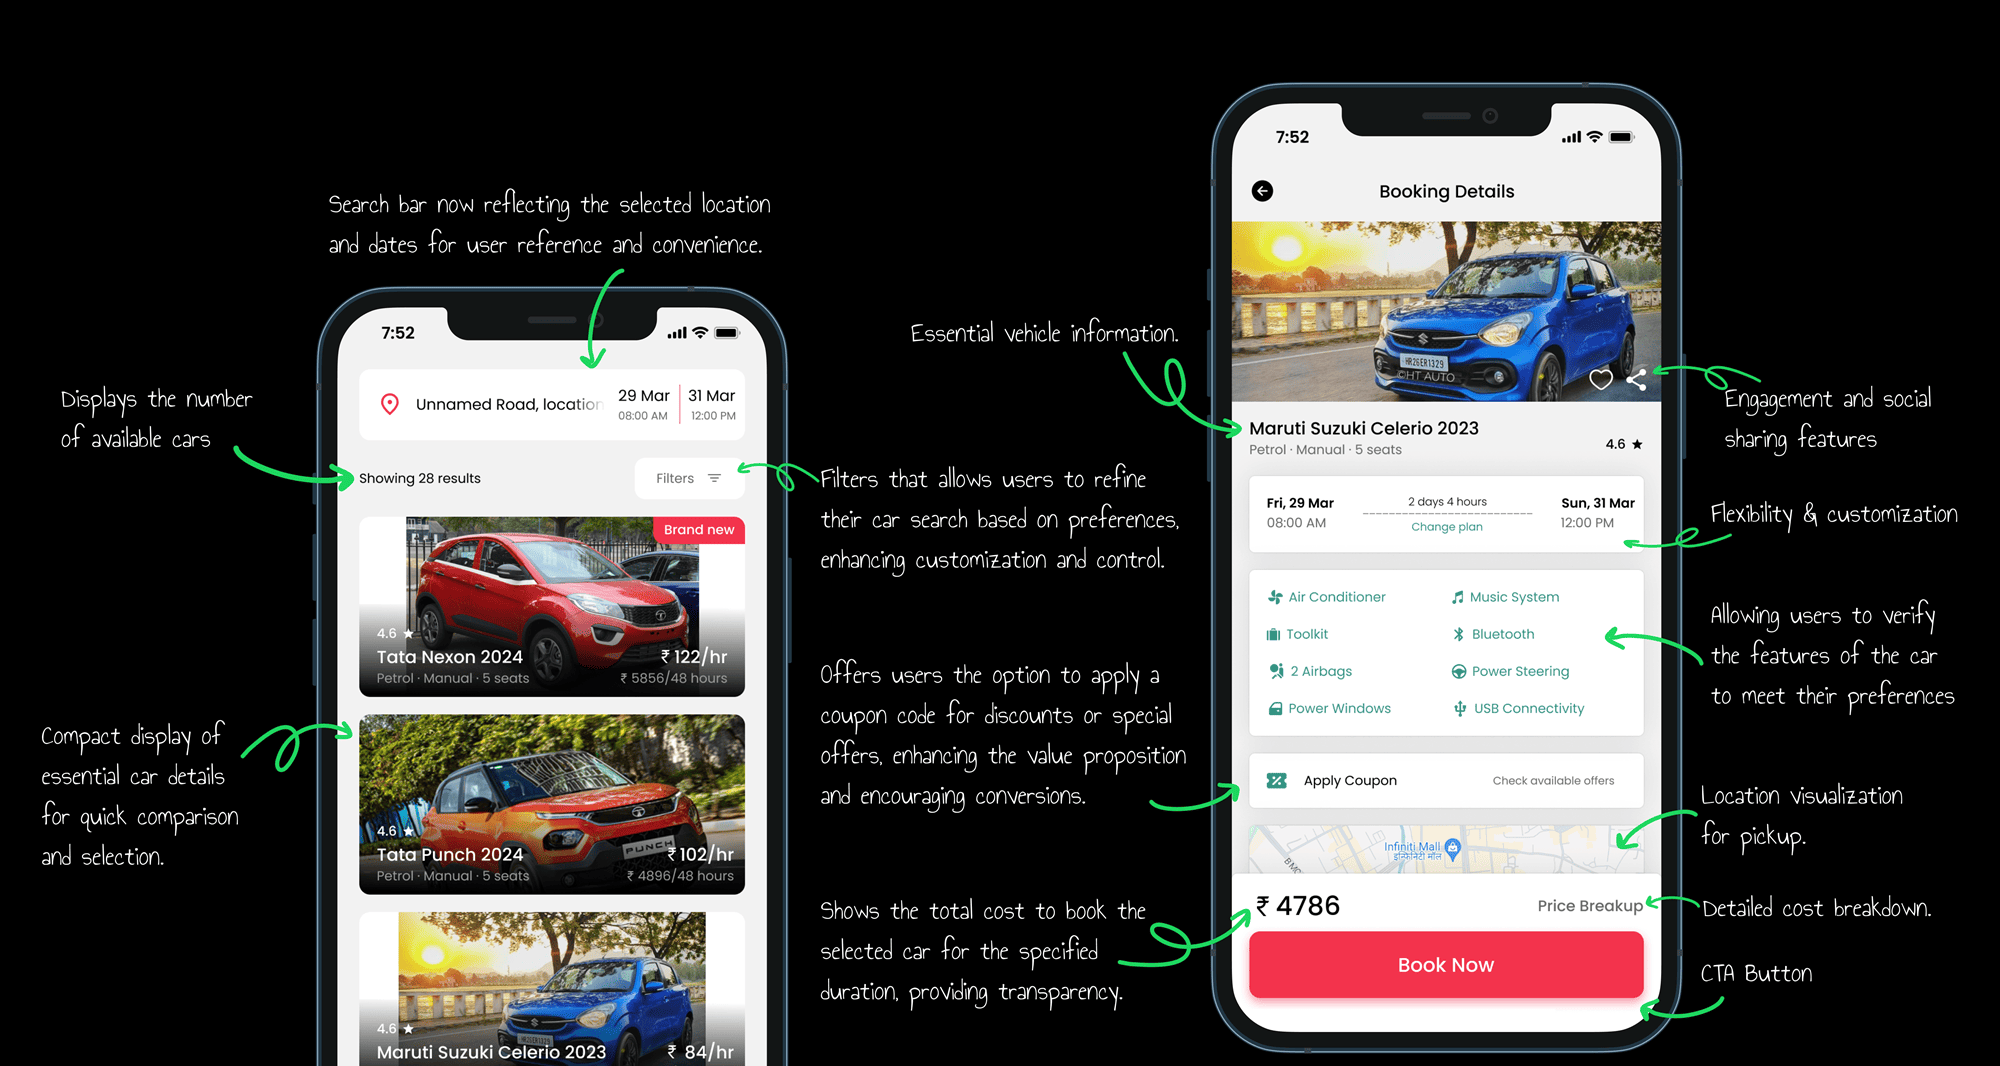 Search bar now reflecting the selected location
and dates for user reference and convenience.
Displays the number
of available cars
Compact display of
essential car details
for quick comparison
and selection.
7:52
Unnamed Road, location
29 Mar
08:00 AM
31 Mar
12:00 PM
Showing 28 results
Filters
Brand new
4.6 ★
Tata Nexon 2024
₹ 122/hr
Petrol · Manual · 5 seats
₹ 5856/48 hours
PUNCH
4.6 ★
Tata Punch 2024
₹ 102/hr
Petrol · Manual · 5 seats
₹ 4896/48 hours
HR26ER1329
4.6 ★
Maruti Suzuki Celerio 2023
₹ 84/hr
Filters that allows users to refine
their car search based on preferences,
enhancing customization and control.
Essential vehicle information.
Offers users the option to apply a
coupon code for discounts or special
offers, enhancing the value proposition
and encouraging conversions.
Shows the total cost to book the
selected car for the specified
duration, providing transparency.
7:52
Booking Details
HR26ER1329
©HT AUTO
Maruti Suzuki Celerio 2023
Petrol · Manual · 5 seats
4.6 ★
Fri, 29 Mar
08:00 AM
2 days 4 hours
Change plan
Sun, 31 Mar
12:00 PM
Air Conditioner
Music System
Toolkit
Bluetooth
2 Airbags
Power Steering
Power Windows
USB Connectivity
Apply Coupon
Check available offers
Infiniti Mall
इन्फिनिटी मॉल
₹ 4786
Price Breakup
Book Now
Engagement and social
sharing features
Flexibility & customization
Allowing users to verify
the features of the car
to meet their preferences
Location visualization
for pickup.
Detailed cost breakdown.
CTA Button